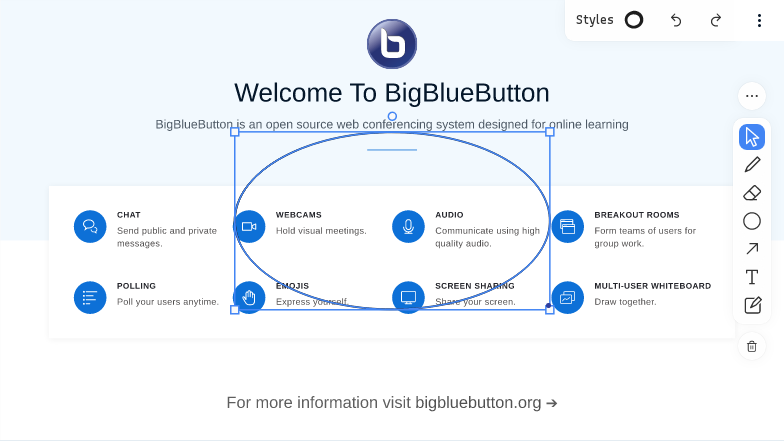 Styles
Welcome To BigBlueButton
BigBlueButton is an open source web conferencing system designed for online learning
CHAT
Send public and private
messages.
WEBCAMS
Hold visual meetings.
AUDIO
Communicate using high
quality audio.
BREAKOUT ROOMS
Form teams of users for
group work.
POLLING
Poll your users anytime.
EMOJIS
Express yourself.
SCREEN SHARING
Share your screen.
MULTI-USER WHITEBOARD
Draw together.
For more information visit bigbluebutton.org →